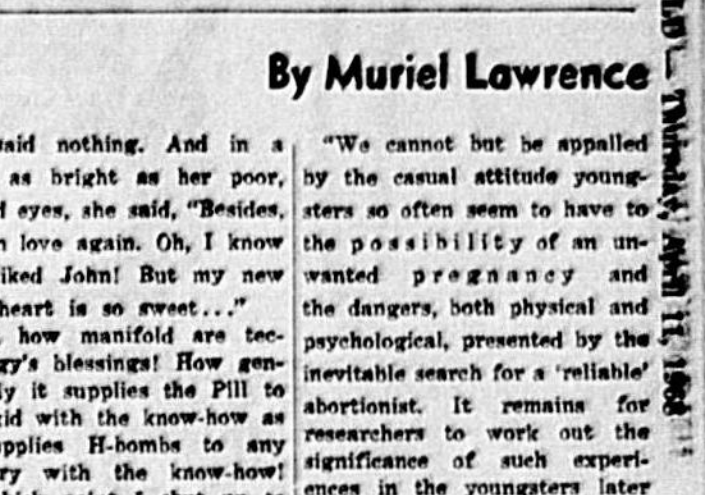 By Muriel Lawrence
said nothing. And in a
as bright as her poor,
eyes, she said, "Besides,
love again. Oh, I know
liked John! But my new
heart is so sweet..."
how manifold are tec-
gy's blessings! How gen-
ly it supplies the Pill to
kid with the know-how as
upplies H-bombs to any
ry with the know-how!
"We cannot but be appalled
by the casual attitude young-
sters so often seem to have to
the possibility of an un-
wanted pregnancy and
the dangers, both physical and
psychological, presented by the
inevitable search for a 'reliable'
abortionist. It remains for
researchers to work out the
significance of such experi-
ences in the youngsters later
LD — Thursday, April 11, 1968